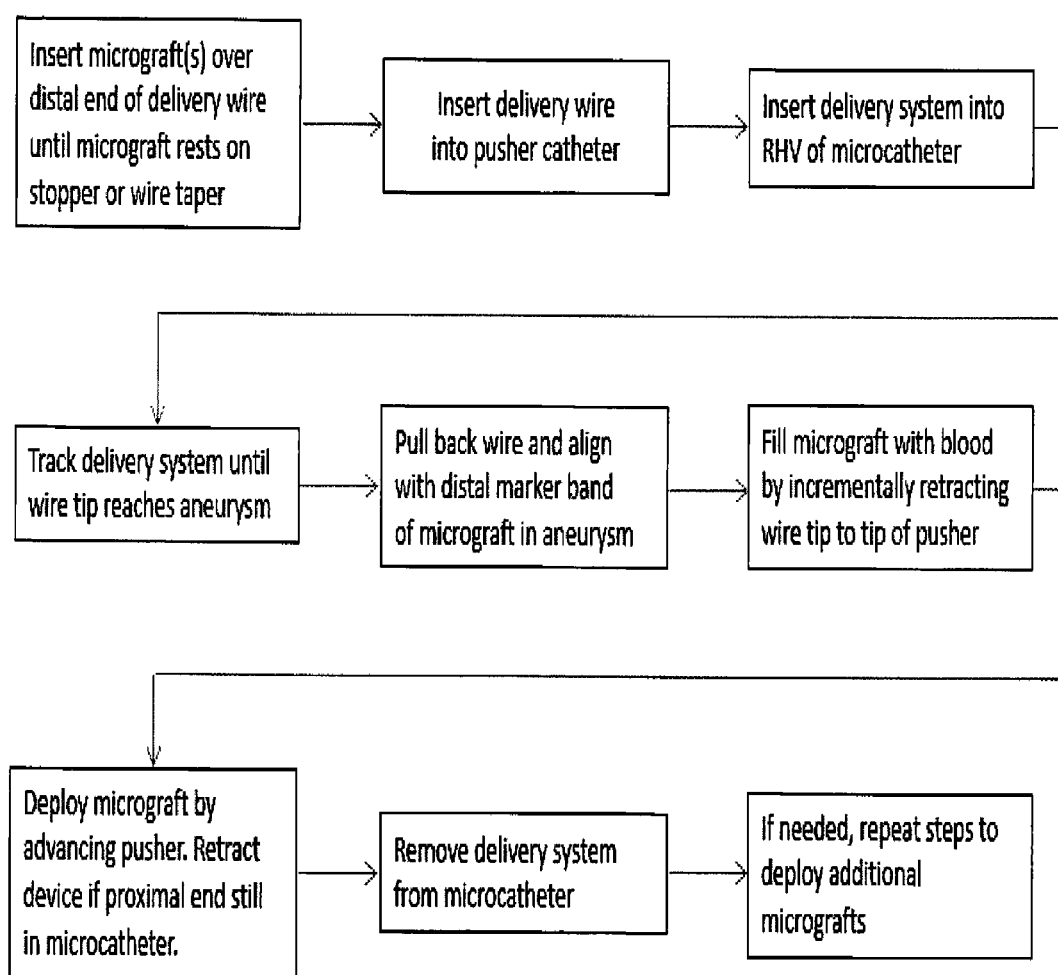 Insert micrograft(s) over
distal end of delivery wire
until micrograft rests on
stopper or wire taper
Insert delivery wire
into pusher catheter
Insert delivery system into
RHV of microcatheter
Track delivery system until
wire tip reaches aneurysm
Pull back wire and align
with distal marker band
of micrograft in aneurysm
Fill micrograft with blood
by incrementally retracting
wire tip to tip of pusher
Deploy micrograft by
advancing pusher. Retract
device if proximal end still
in microcatheter.
Remove delivery system
from microcatheter
If needed, repeat steps to
deploy additional
micrografts